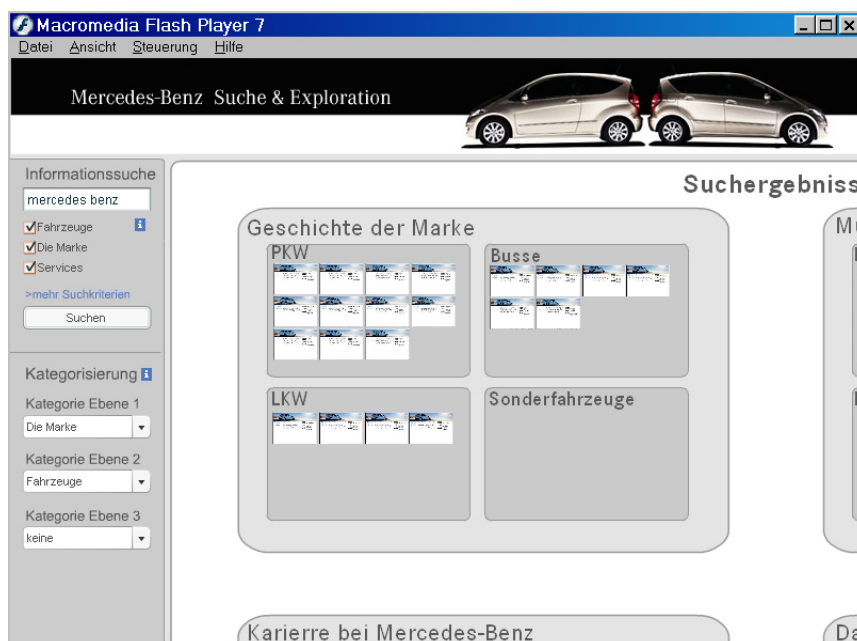 Macromedia Flash Player 7
Datei Ansicht Steuerung Hilfe
Mercedes-Benz Suche & Exploration
Informationssuche
mercedes benz
Fahrzeuge
Die Marke
Services
>mehr Suchkriterien
Suchen
Kategorisierung
Kategorie Ebene 1
Die Marke
Kategorie Ebene 2
Fahrzeuge
Kategorie Ebene 3
keine
Suchergebniss
Geschichte der Marke
PKW
Busse
LKW
Sonderfahrzeuge
Karierre bei Mercedes-Benz